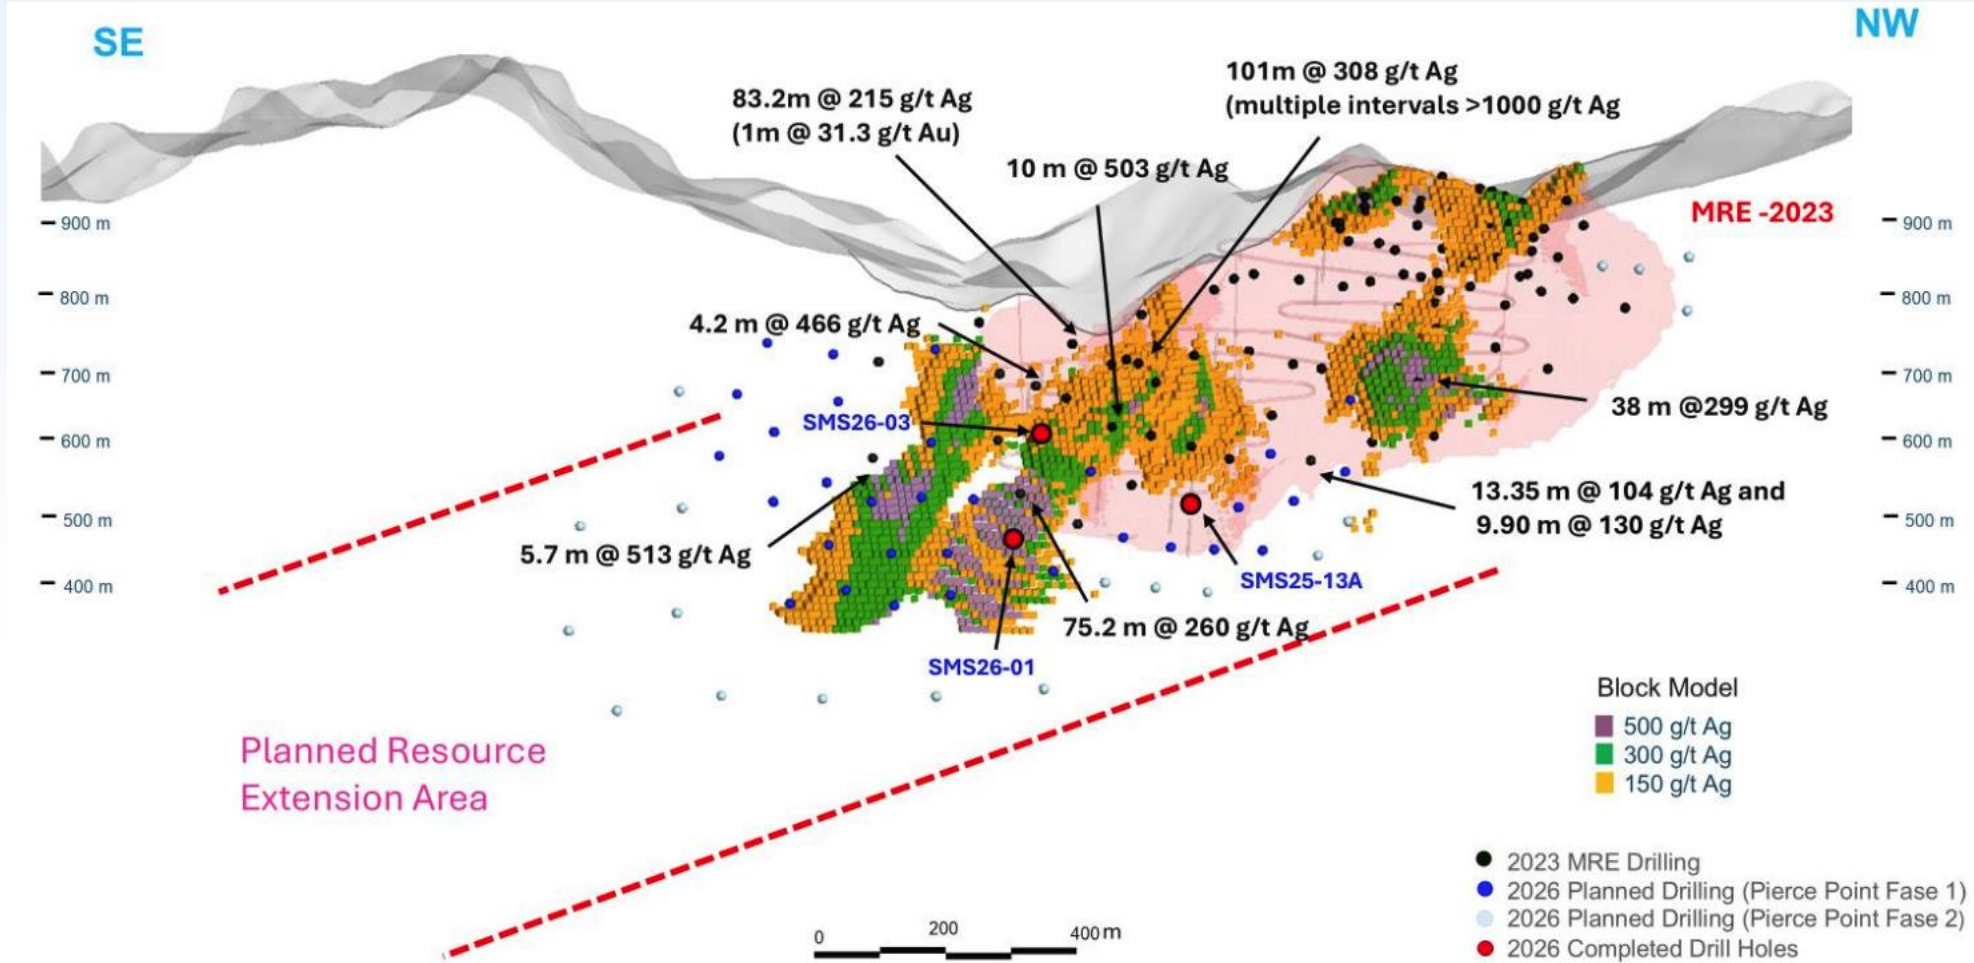 SE
NW
83.2m @ 215 g/t Ag
(1m @ 31.3 g/t Au)
101m @ 308 g/t Ag
(multiple intervals >1000 g/t Ag
10 m @ 503 g/t Ag
MRE -2023
900 m
800 m
700 m
600 m
500 m
400 m
900 m
800 m
700 m
600 m
500 m
400 m
4.2 m @ 466 g/t Ag
SMS26-03
38 m @299 g/t Ag
13.35 m @ 104 g/t Ag and
9.90 m @ 130 g/t Ag
5.7 m @ 513 g/t Ag
SMS25-13A
75.2 m @ 260 g/t Ag
SMS26-01
Planned Resource
Extension Area
Block Model
500 g/t Ag
300 g/t Ag
150 g/t Ag
2023 MRE Drilling
2026 Planned Drilling (Pierce Point Fase 1)
2026 Planned Drilling (Pierce Point Fase 2)
2026 Completed Drill Holes
0
200
400 m